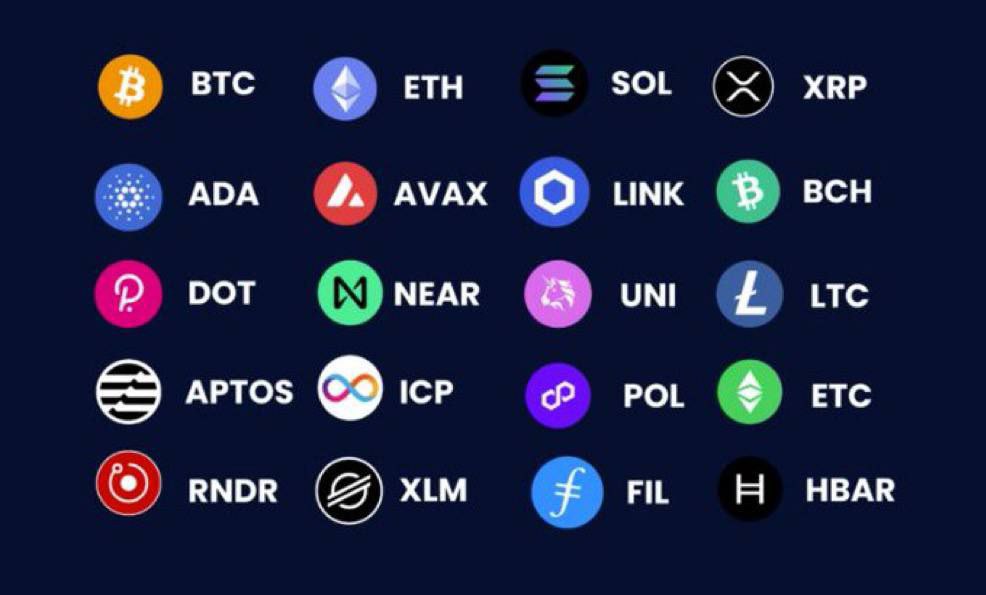 BTC ETH SOL XRP
ADA AVAX LINK BCH
DOT NEAR UNI LTC
APTOS ICP POL ETC
RNDR XLM FIL HBAR